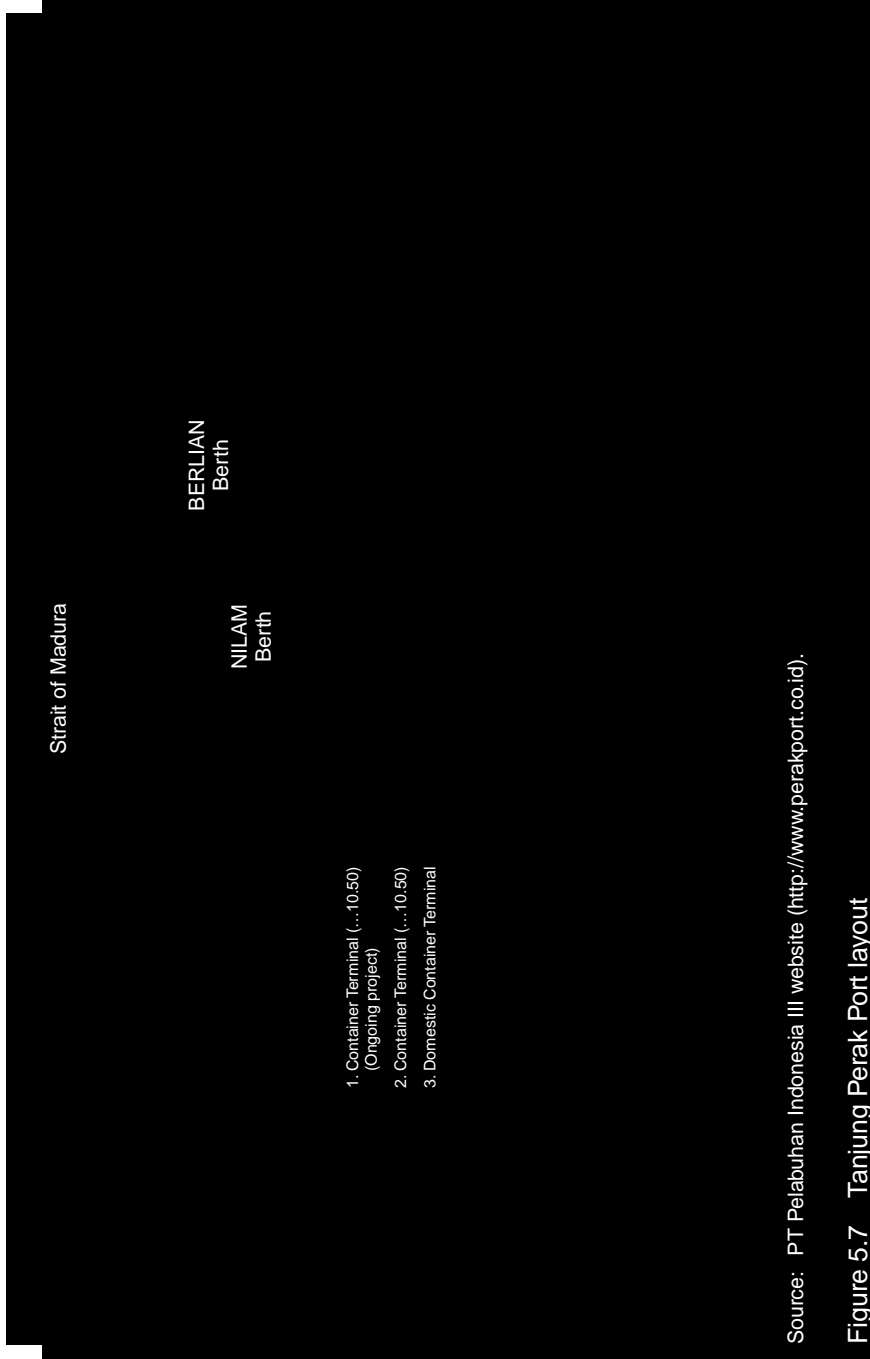 Strait of Madura
BERLIAN
Berth
NILAM
Berth
1. Container Terminal (…10.50)
(Ongoing project)
2. Container Terminal (…10.50)
3. Domestic Container Terminal
Source: PT Pelabuhan Indonesia III website (http://www.perakport.co.id).
Figure 5.7 Tanjung Perak Port layout